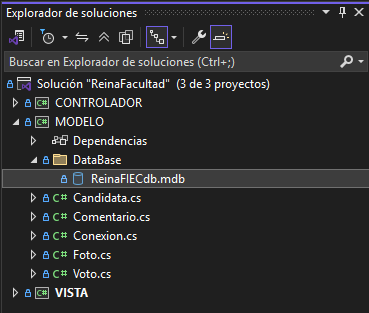 Explorador de soluciones
Buscar en Explorador de soluciones (Ctrl+;)
Solución "ReinaFacultad" (3 de 3 proyectos)
C# CONTROLADOR
C# MODELO
Dependencias
DataBase
ReinaFIECdb.mdb
C# Candidata.cs
C# Comentario.cs
C# Conexion.cs
C# Foto.cs
C# Voto.cs
C# VISTA